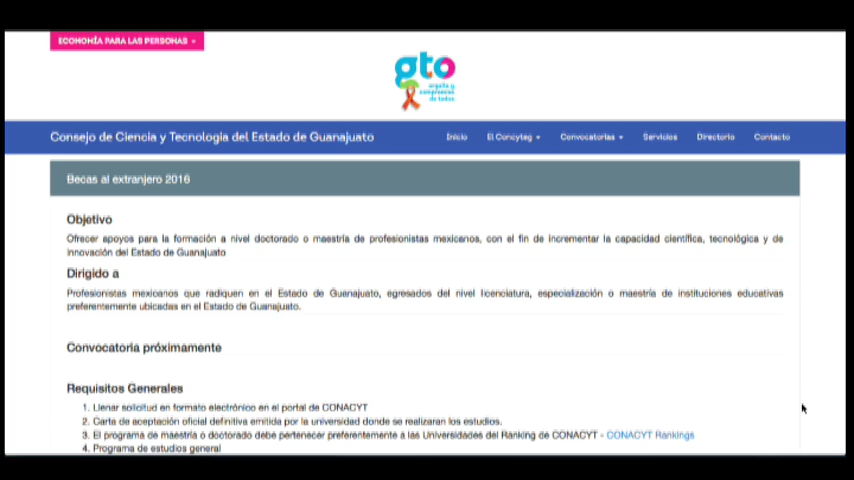 ECONOMÍA PARA LAS PERSONAS
gto
orgullo y
compromiso
de todos
Consejo de Ciencia y Tecnología del Estado de Guanajuato
Inicio El Concyteg Convocatorias Servicios Directorio Contacto
Becas al extranjero 2016
Objetivo
Ofrecer apoyos para la formación a nivel doctorado o maestría de profesionistas mexicanos, con el fin de incrementar la capacidad científica, tecnológica y de
innovación del Estado de Guanajuato
Dirigido a
Profesionistas mexicanos que radiquen en el Estado de Guanajuato, egresados del nivel licenciatura, especialización o maestría de instituciones educativas
preferentemente ubicadas en el Estado de Guanajuato.
Convocatoria próximamente
Requisitos Generales
1. Llenar solicitud en formato electrónico en el portal de CONACYT
2. Carta de aceptación oficial definitiva emitida por la universidad donde se realizaran los estudios.
3. El programa de maestría o doctorado debe pertenecer preferentemente a las Universidades del Ranking de CONACYT - CONACYT Rankings
4. Programa de estudios general